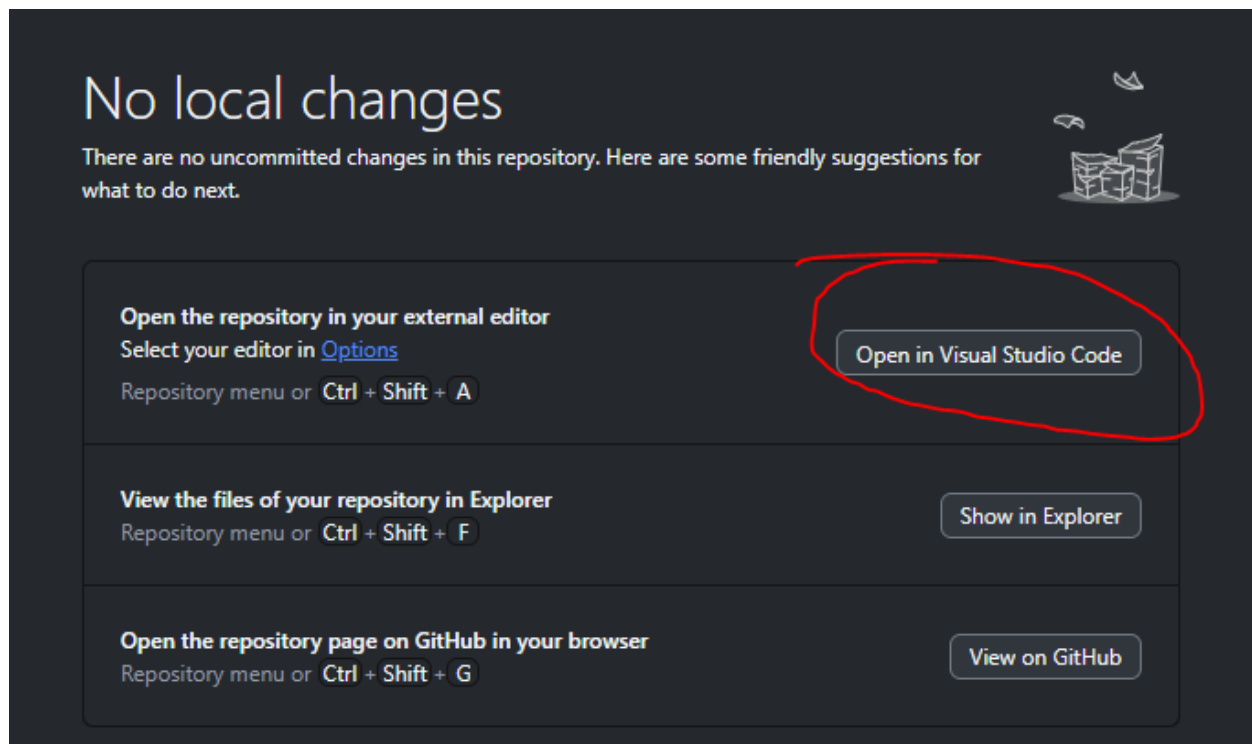 No local changes
There are no uncommitted changes in this repository. Here are some friendly suggestions for
what to do next.
Open the repository in your external editor
Select your editor in Options
Repository menu or Ctrl + Shift + A
Open in Visual Studio Code
View the files of your repository in Explorer
Repository menu or Ctrl + Shift + F
Show in Explorer
Open the repository page on GitHub in your browser
Repository menu or Ctrl + Shift + G
View on GitHub